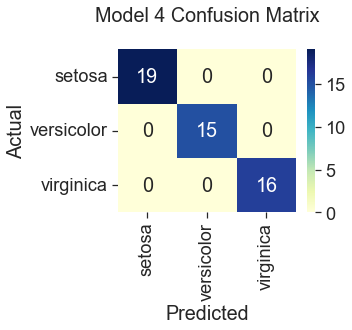 Model 4 Confusion Matrix
Actual
setosa 19 0 0
versicolor 0 15 0
virginica 0 0 16
setosa versicolor virginica
Predicted
15
10
5
0